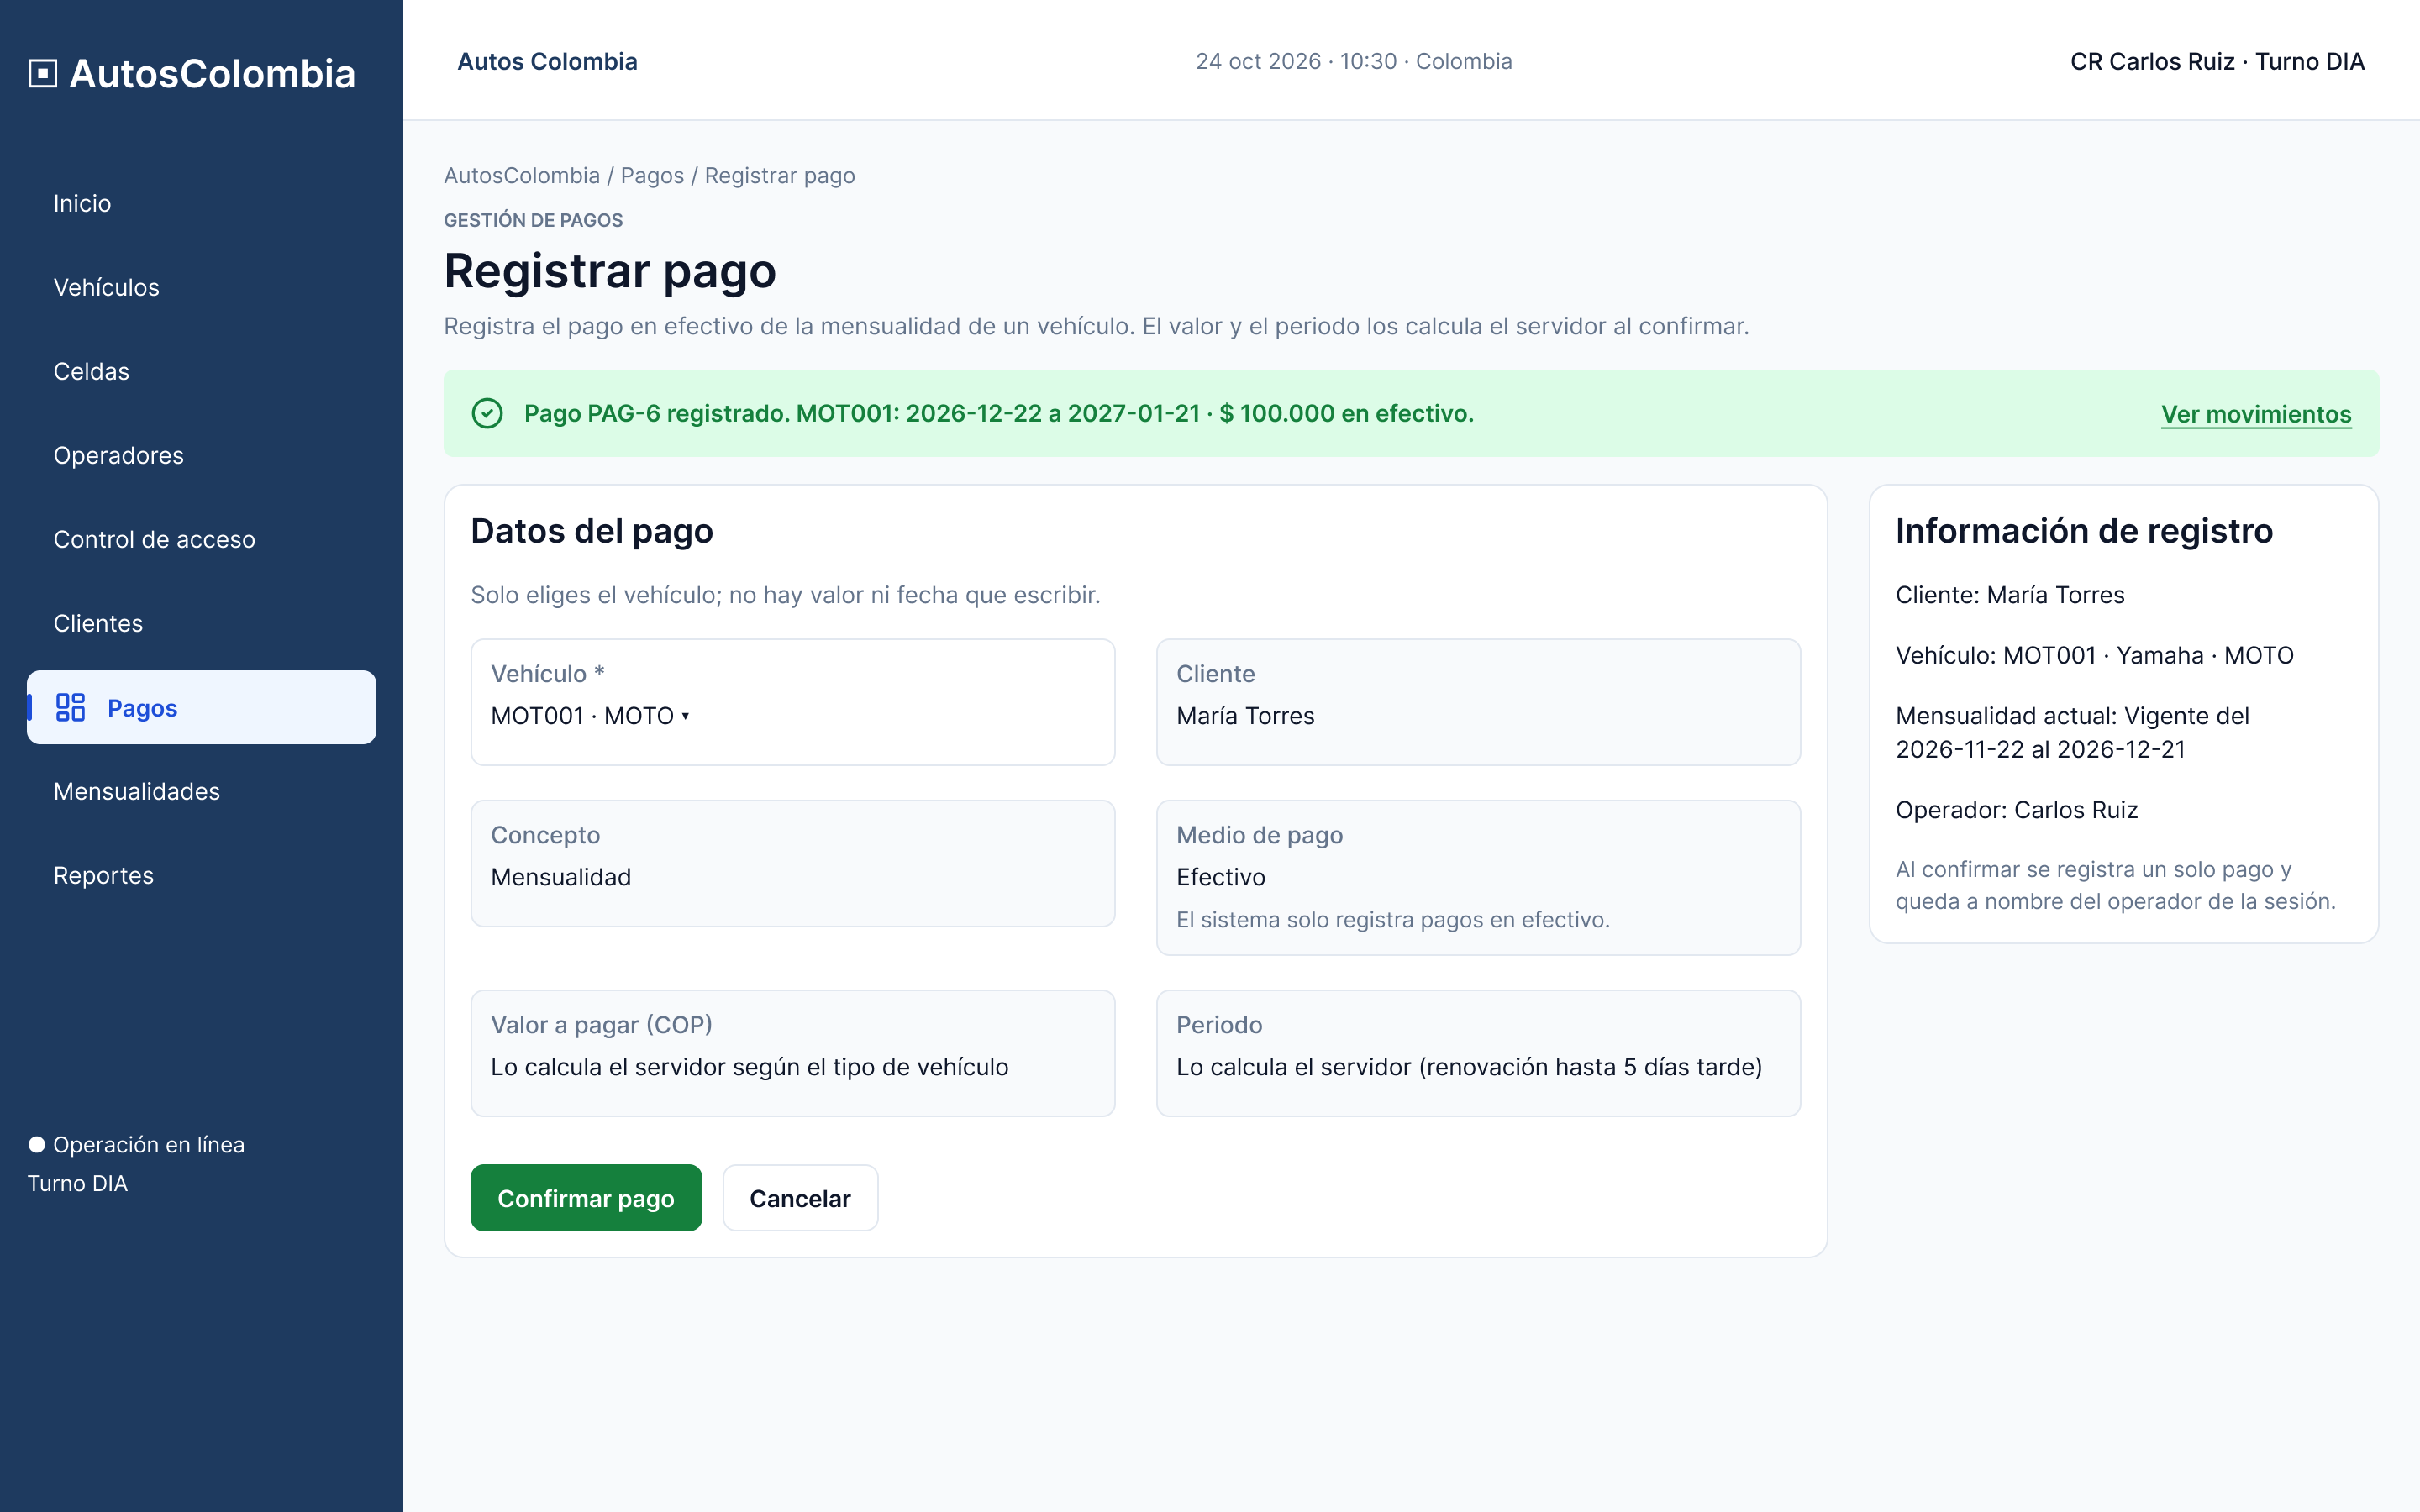 AutosColombia
Inicio
Vehículos
Celdas
Operadores
Control de acceso
Clientes
Pagos
Mensualidades
Reportes
Operación en línea
Turno DIA
Autos Colombia
24 oct 2026 · 10:30 · Colombia
CR Carlos Ruiz · Turno DIA
AutosColombia / Pagos / Registrar pago
GESTIÓN DE PAGOS
Registrar pago
Registra el pago en efectivo de la mensualidad de un vehículo. El valor y el periodo los calcula el servidor al confirmar.
Pago PAG-6 registrado. MOT001: 2026-12-22 a 2027-01-21 · $ 100.000 en efectivo.
Ver movimientos
Datos del pago
Solo eliges el vehículo; no hay valor ni fecha que escribir.
Vehículo *
MOT001 · MOTO ▾
Cliente
María Torres
Concepto
Mensualidad
Medio de pago
Efectivo
El sistema solo registra pagos en efectivo.
Valor a pagar (COP)
Lo calcula el servidor según el tipo de vehículo
Periodo
Lo calcula el servidor (renovación hasta 5 días tarde)
Confirmar pago
Cancelar
Información de registro
Cliente: María Torres
Vehículo: MOT001 · Yamaha · MOTO
Mensualidad actual: Vigente del
2026-11-22 al 2026-12-21
Operador: Carlos Ruiz
Al confirmar se registra un solo pago y
queda a nombre del operador de la sesión.